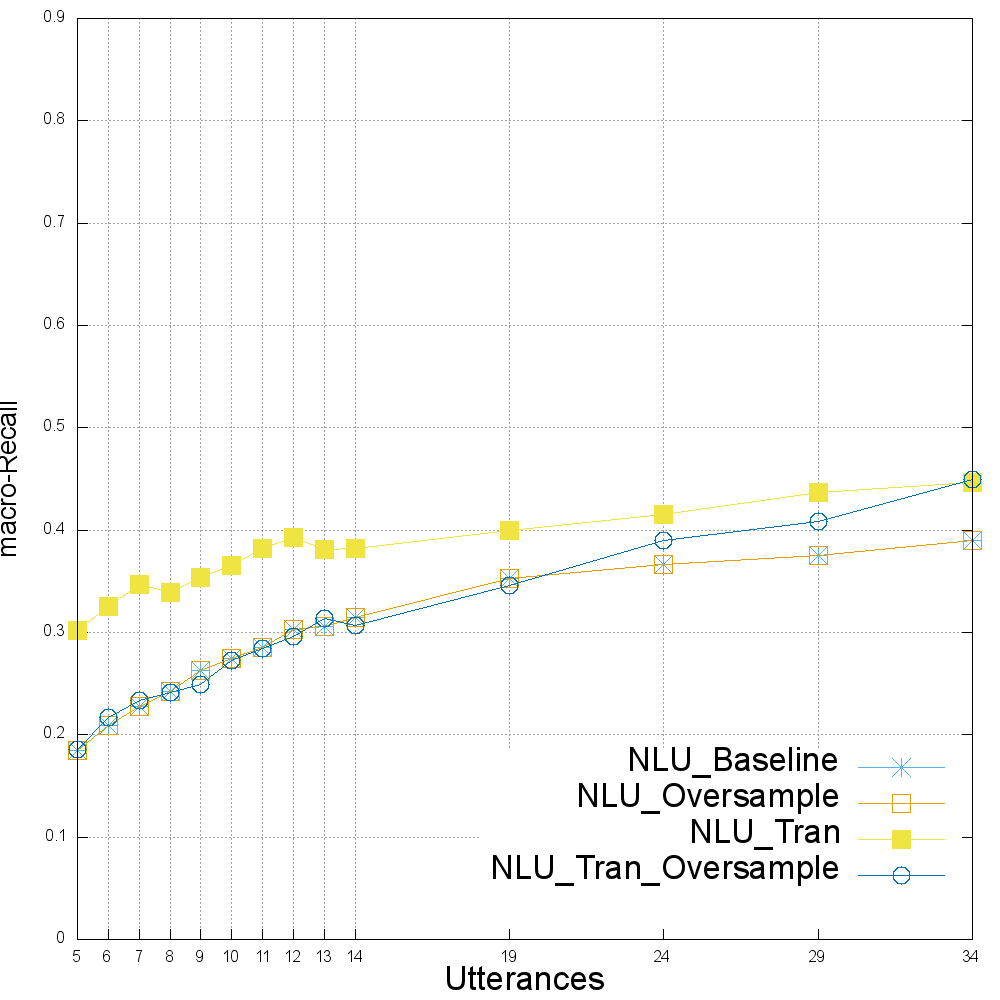 0.9
0.8
0.7
0.6
0.5
0.4
0.3
0.2
0.1
0
macro-Recall
NLU_Baseline
NLU_Oversample
NLU_Tran
NLU_Tran_Oversample
5 6 7 8 9 10 11 12 13 14 19 24 29 34
Utterances